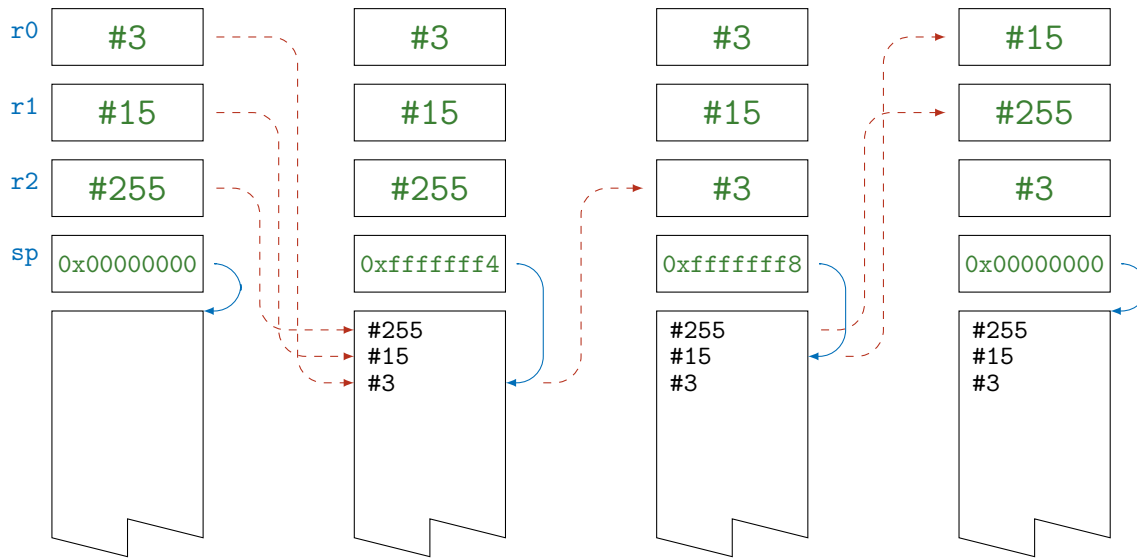 r0 #3 #3 #3 #15
r1 #15 #15 #15 #255
r2 #255 #255 #3 #3
sp 0x00000000 0xfffffff4 0xfffffff8 0x00000000
#255 #255 #255
#15 #15 #15
#3 #3 #3